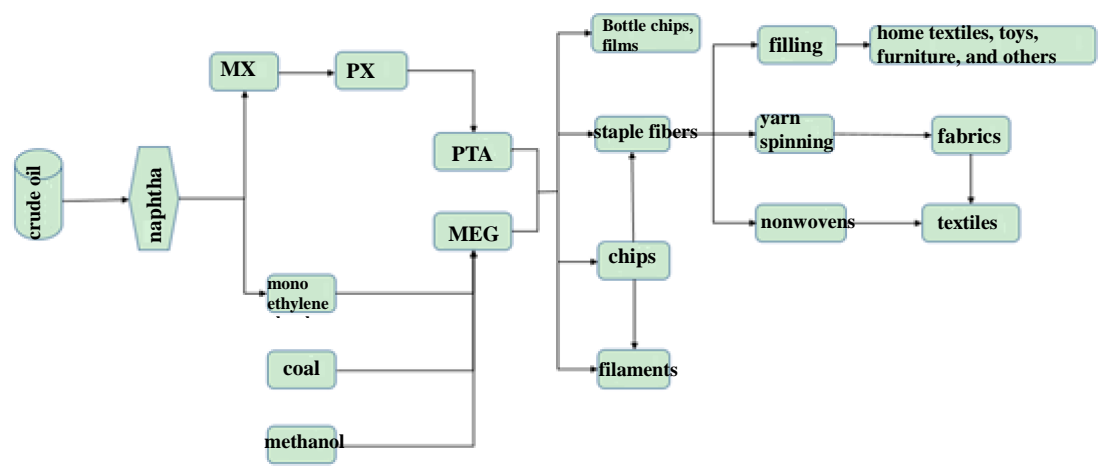 Bottle chips,
films
filling
home textiles, toys,
furniture, and others
MX
PX
staple fibers
yarn
spinning
fabrics
PTA
crude oil
naphtha
MEG
nonwovens
textiles
chips
mono
ethylene
coal
filaments
methanol